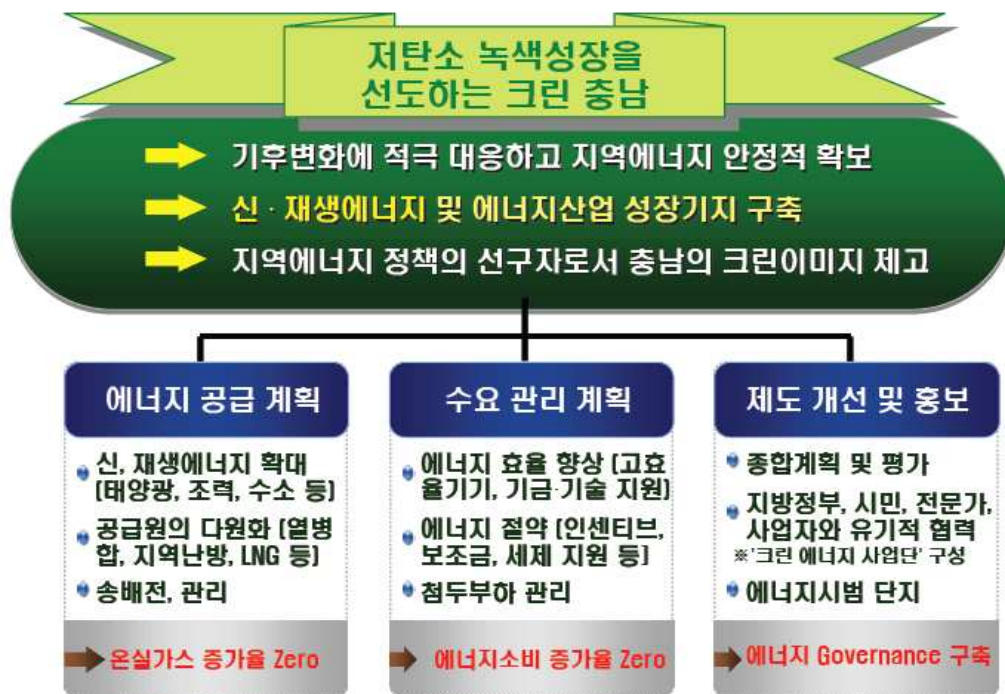 저탄소 녹색성장을
선도하는 크린 충남
기후변화에 적극 대응하고 지역에너지 안정적 확보
신·재생에너지 및 에너지산업 성장기지 구축
지역에너지 정책의 선구자로서 충남의 크린이미지 제고
에너지 공급 계획
신, 재생에너지 확대
(태양광, 조력, 수소 등)
공급원의 다원화 (열병
합, 지역난방, LNG 등)
송배전, 관리
온실가스 증가율 Zero
수요 관리 계획
에너지 효율 향상 (고효
율기기, 기금·기술 지원)
에너지 절약 (인센티브,
보조금, 세제 지원 등)
첨두부하 관리
에너지소비 증가율 Zero
제도 개선 및 홍보
종합계획 및 평가
지방정부, 시민, 전문가,
사업자와 유기적 협력
※'크린 에너지 사업단' 구성
에너지시범 단지
에너지 Governance 구축